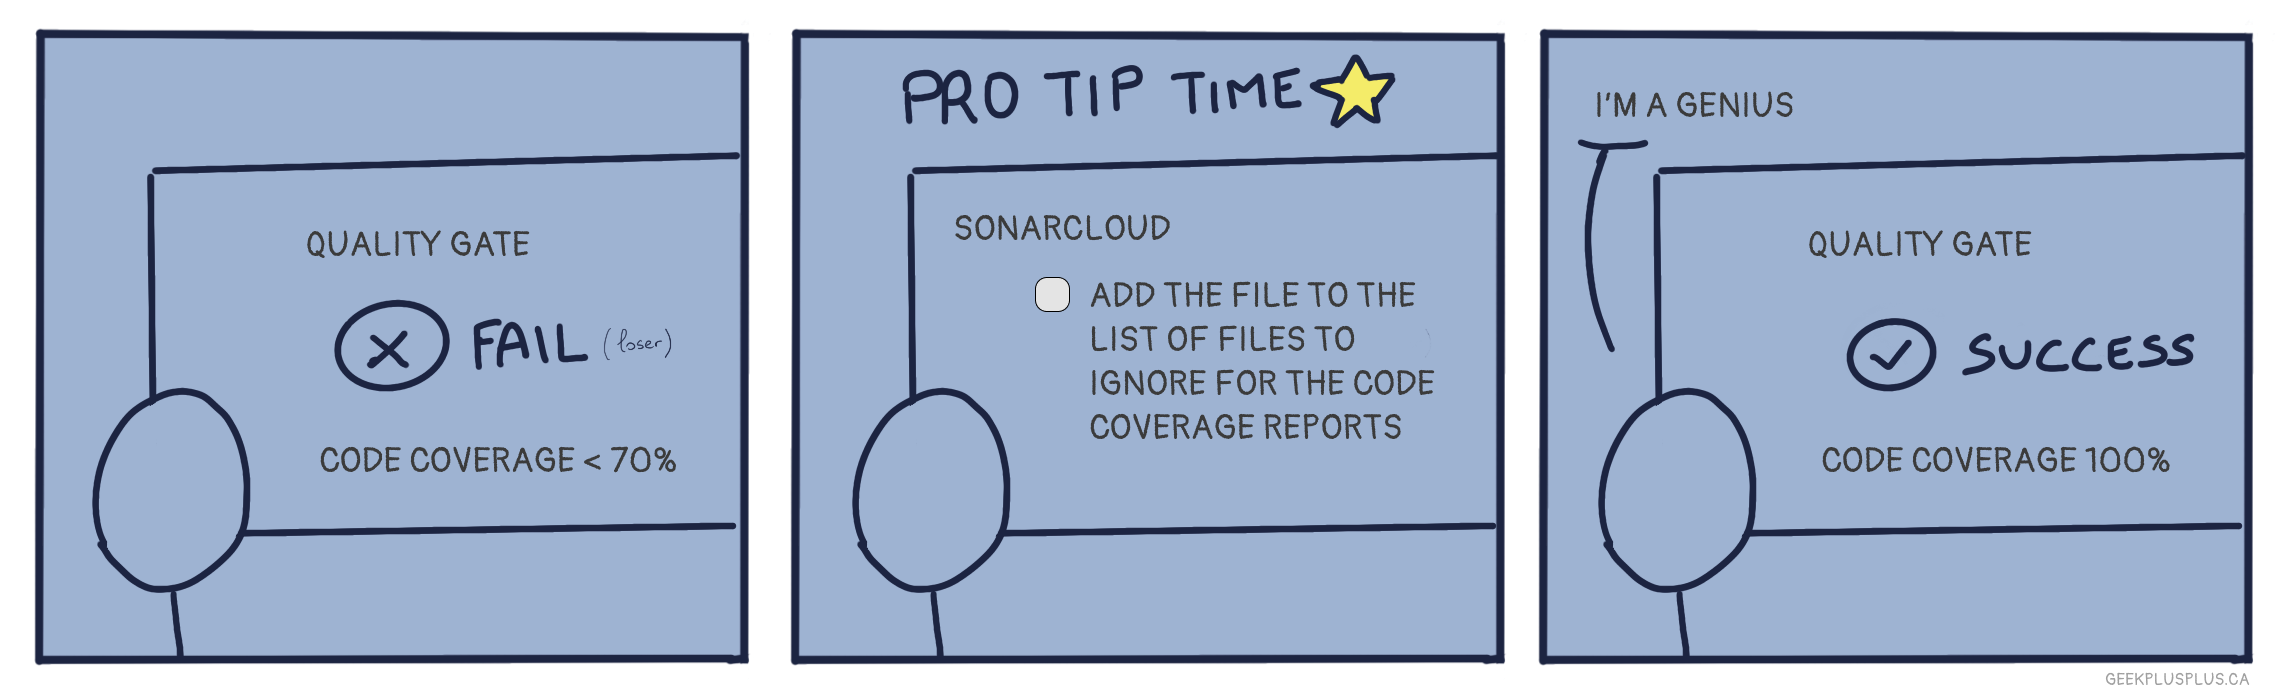 QUALITY GATE
FAIL (loser)
CODE COVERAGE < 70%
PRO TIP TIME
SONARCLOUD
ADD THE FILE TO THE
LIST OF FILES TO
IGNORE FOR THE CODE
COVERAGE REPORTS
I'M A GENIUS
QUALITY GATE
SUCCESS
CODE COVERAGE 100%
GEEKPLUSPLUS.CA